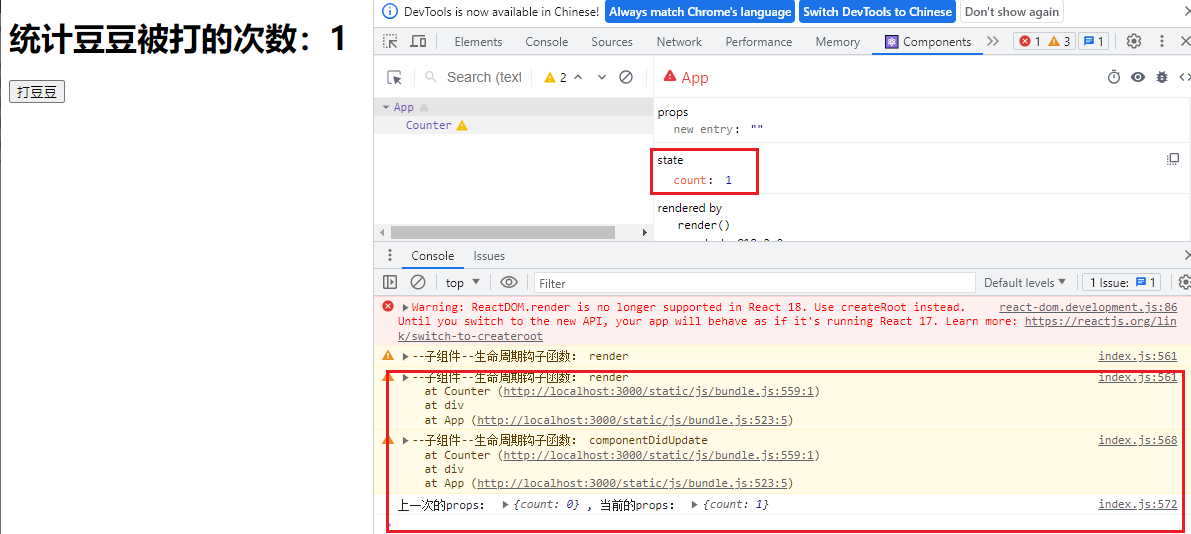 统计豆豆被打的次数：1
打豆豆
DevTools is now available in Chinese!
Always match Chrome's language
Switch DevTools to Chinese
Don't show again
Elements
Console
Sources
Network
Performance
Memory
Components
1
3
1
Search (text
2
App
App
Counter
props
new entry: ""
state
count: 1
rendered by
render()
Console
Issues
top
Filter
Default levels
1 Issue: 1
Warning: ReactDOM.render is no longer supported in React 18. Use createRoot instead. react-dom.development.js:86
Until you switch to the new API, your app will behave as if it's running React 17. Learn more: https://reactjs.org/lin
k/switch-to-createroot
--子组件--生命周期钩子函数： render index.js:561
--子组件--生命周期钩子函数： render index.js:561
at Counter (http://localhost:3000/static/js/bundle.js:559:1)
at div
at App (http://localhost:3000/static/js/bundle.js:523:5)
--子组件--生命周期钩子函数： componentDidUpdate index.js:568
at Counter (http://localhost:3000/static/js/bundle.js:559:1)
at div
at App (http://localhost:3000/static/js/bundle.js:523:5)
上一次的props： {count: 0} , 当前的props： {count: 1} index.js:572